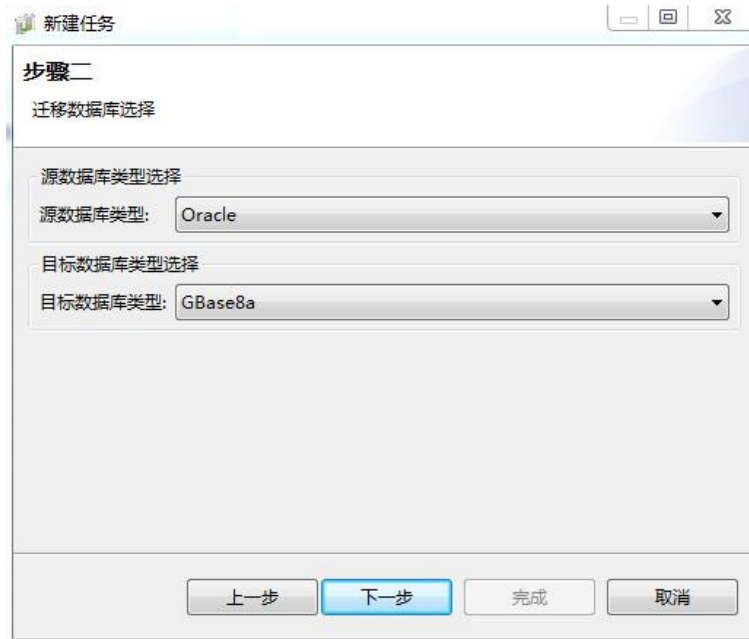 新建任务
步骤二
迁移数据库选择
源数据库类型选择
源数据库类型: Oracle
目标数据库类型选择
目标数据库类型: GBase8a
上一步 下一步 完成 取消